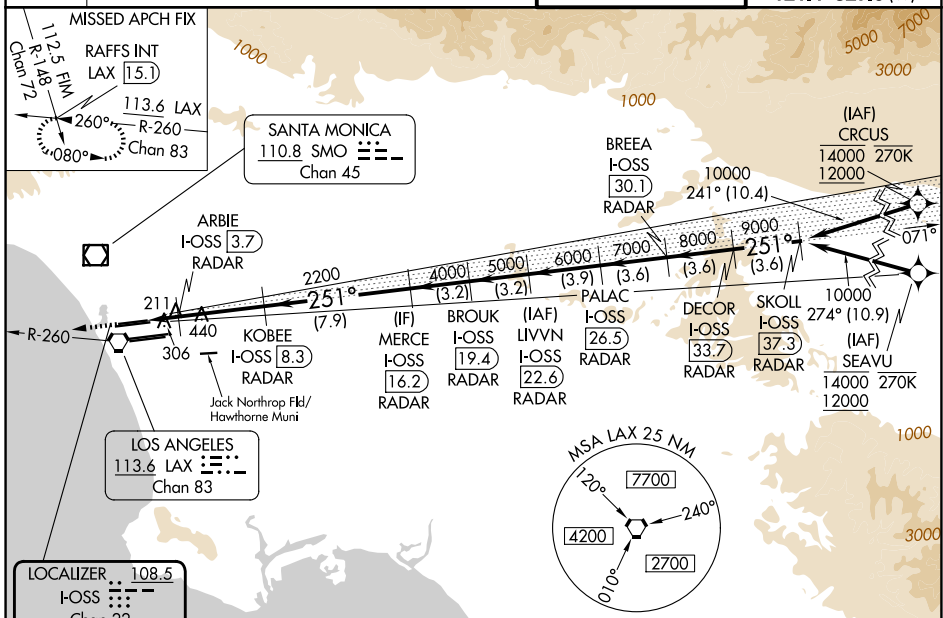 MISSED APCH FIX
112.5 FIM
R-148
Chan 72
RAFFS INT
LAX 15.1
113.6 LAX
R-260
260°
080°
Chan 83
1000
5000
7000
3000
1000
SANTA MONICA
110.8 SMO
Chan 45
BREEA
I-OSS
30.1
RADAR
10000
241° (10.4)
(IAF)
CRCUS
14000 270K
12000
071°
ARBIE
I-OSS 3.7
RADAR
2200
251°
(7.9)
4000
(3.2)
5000
(3.2)
6000
(3.9)
7000
(3.6)
8000
(3.6)
9000
251°
(3.6)
10000
274° (10.9)
(IAF)
SEAVU
14000 270K
12000
211
440
306
R-260
KOBEE
I-OSS 8.3
RADAR
(IF)
MERCE
I-OSS
16.2
RADAR
BROUK
I-OSS
19.4
RADAR
(IAF)
LIVVN
I-OSS
22.6
RADAR
PALAC
I-OSS
26.5
RADAR
DECOR
I-OSS
33.7
RADAR
SKOLL
I-OSS
37.3
RADAR
Jack Northrop Fld/
Hawthorne Muni
LOS ANGELES
113.6 LAX
Chan 83
MSA LAX 25 NM
120°
7700
240°
4200
2700
010°
1000
3000
LOCALIZER 108.5
I-OSS